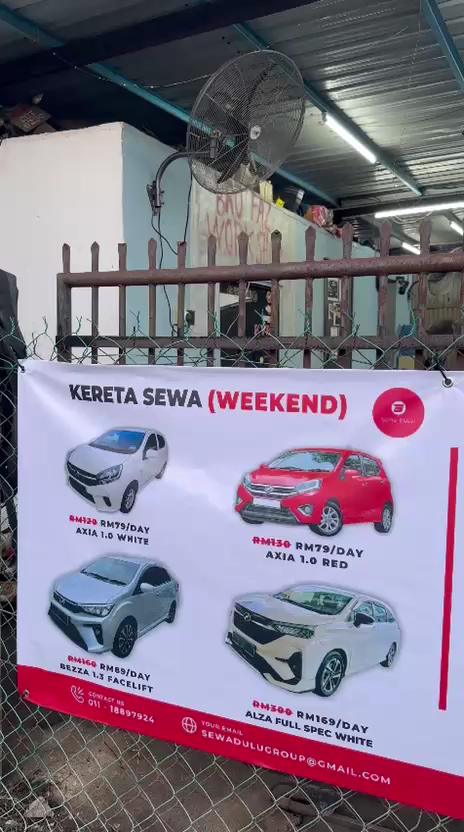 KERETA SEWA (WEEKEND)
RM120 RM79/DAY
AXIA 1.0 WHITE
RM130 RM79/DAY
AXIA 1.0 RED
RM160 RM89/DAY
BEZZA 1.3 FACELIFT
RM300 RM169/DAY
ALZA FULL SPEC WHITE
CONTACT US
011 - 18897924
YOUR EMAIL
SEWADULUGROUP@GMAIL.COM